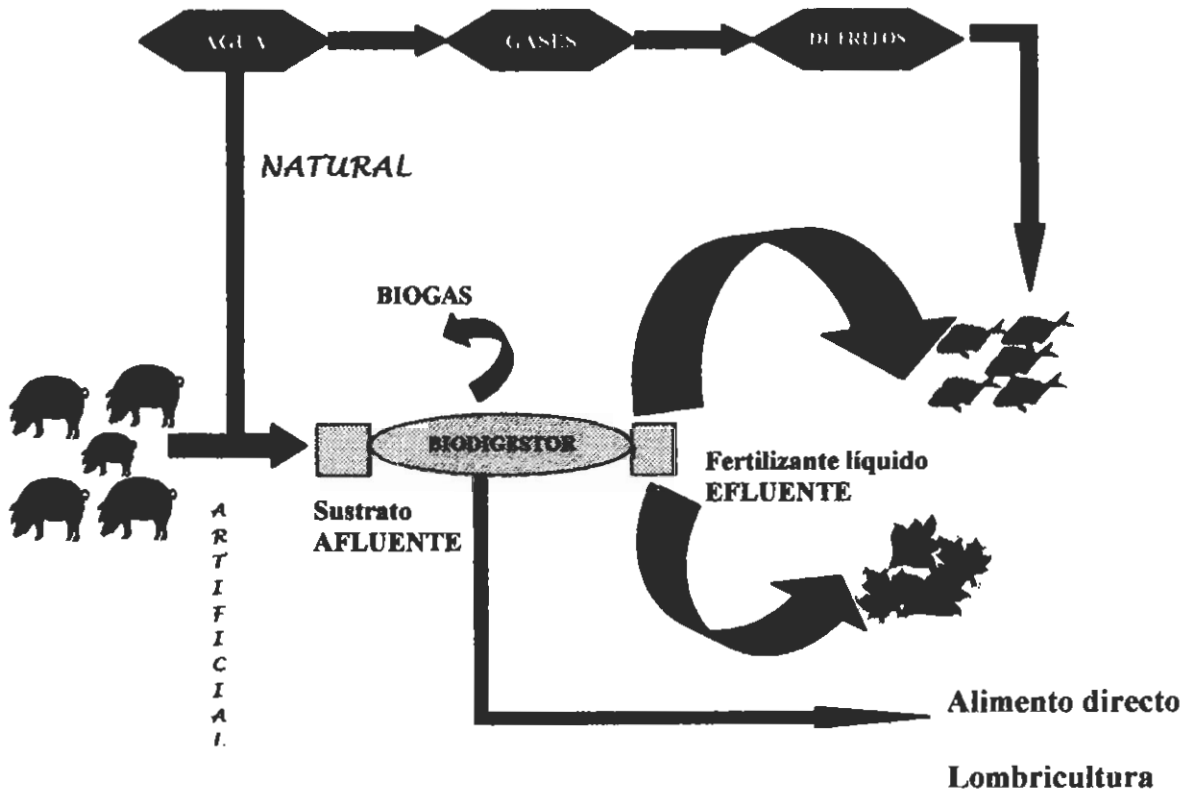 AGUA
GASES
DETRITOS
NATURAL
BIOGAS
BIODIGESTOR
Fertilizante líquido
EFLUENTE
Sustrato
AFLUENTE
ARTIFICIAL
Alimento directo
Lombricultura